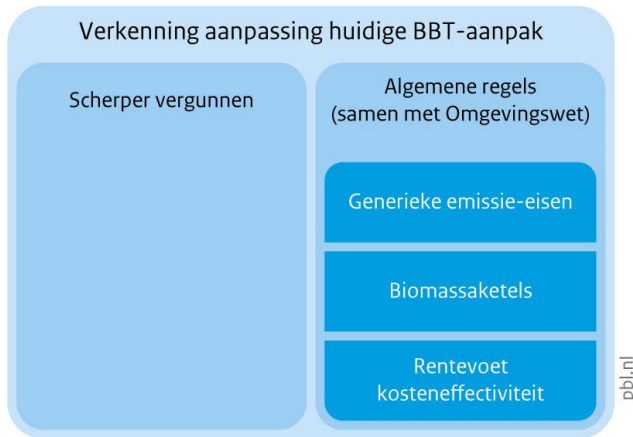 Verkenning aanpassing huidige BBT-aanpak
Scherper vergunnen
Algemene regels
(samen met Omgevingswet)
Generieke emissie-eisen
Biomassaketels
Rentevoet
kosteneffectiviteit
pbl.nl